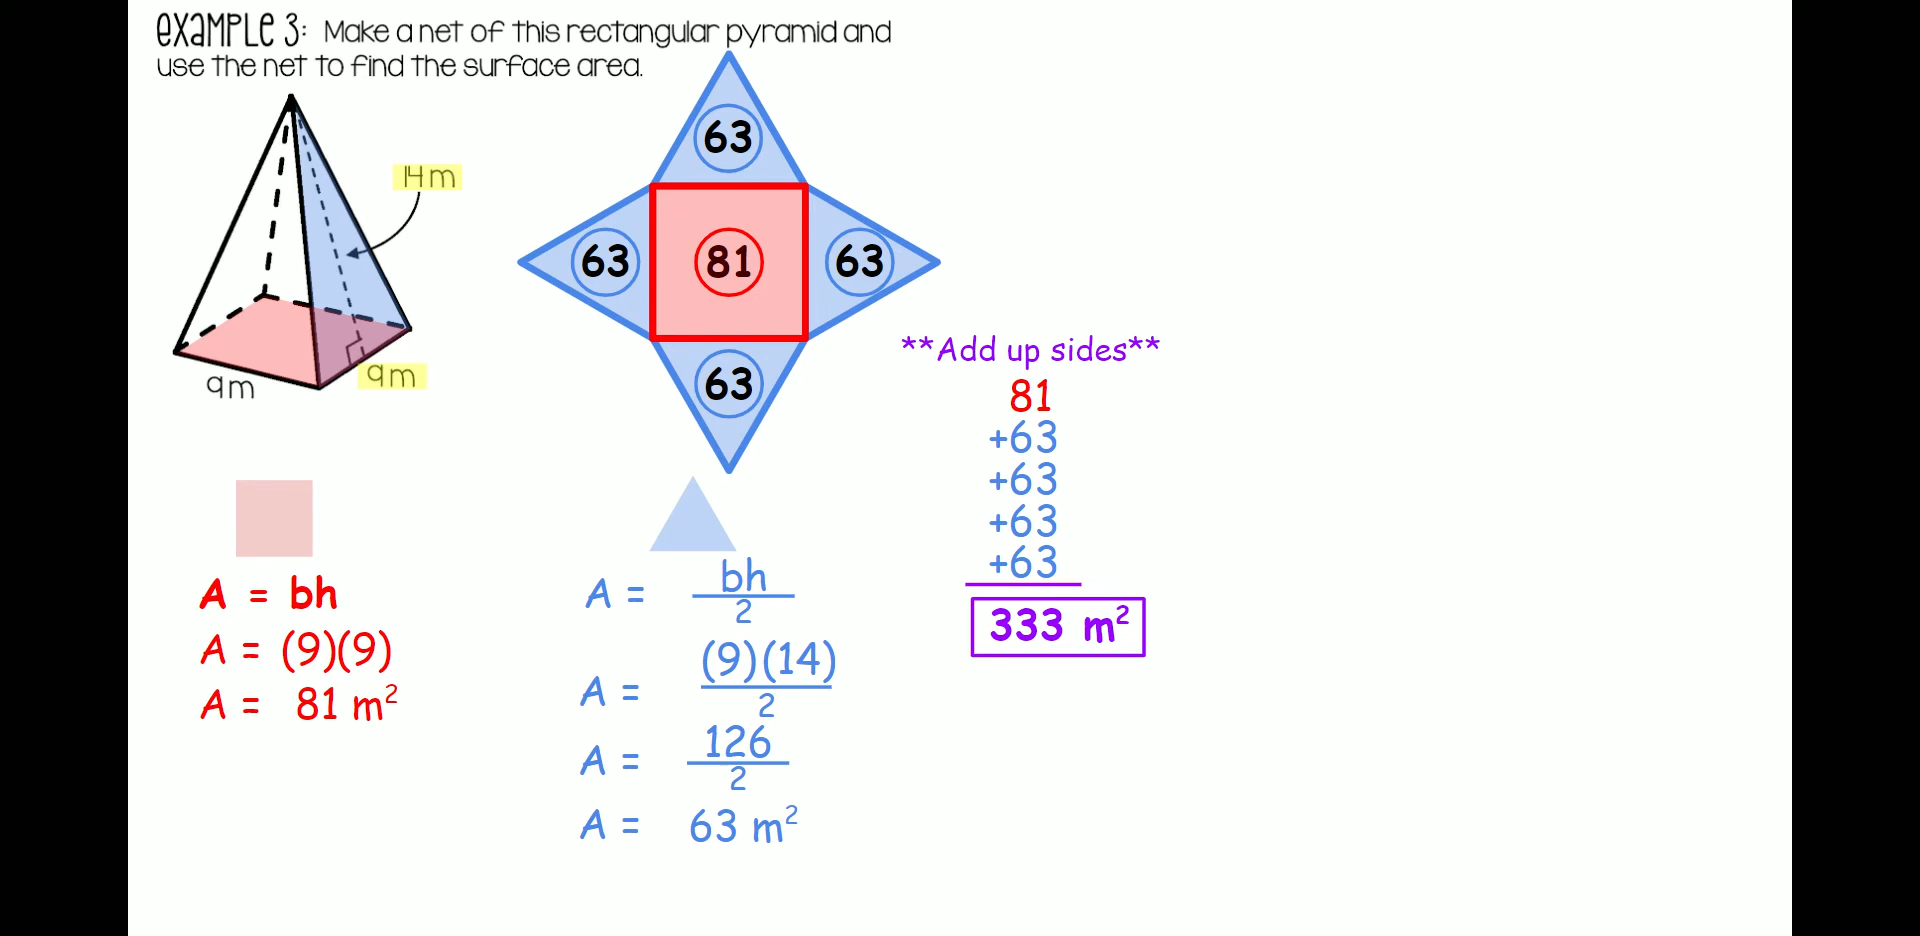 Example 3: Make a net of this rectangular pyramid and
use the net to find the surface area.
14m
9m
9m
63
63
81
63
63
A = bh
A = (9)(9)
A = 81 m²
A = bh
2
A = (9)(14)
2
A = 126
2
A = 63 m²
**Add up sides**
81
+63
+63
+63
+63
333 m²